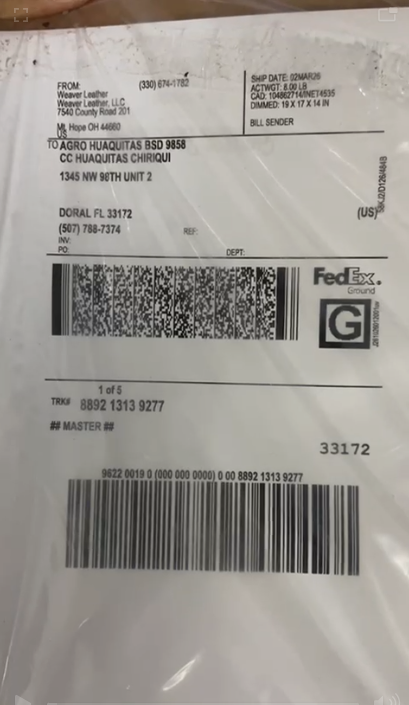 FROM: (330) 674-1782
Weaver Leather
Weaver Leather, LLC
7540 County Road 201
Mt. Hope OH 44660
US
SHIP DATE: 02MAR26
ACTWGT: 8.00 LB
CAD: 104862714/INET4535
DIMMED: 19 X 17 X 14 IN
BILL SENDER
TO AGRO HUAQUITAS BSD 9858
CC HUAQUITAS CHIRIQUI
1345 NW 98TH UNIT 2
DORAL FL 33172
(US)
(507) 788-7374 REF:
INV:
PO: DEPT:
FedEx.
Ground
G
1 of 5
TRK# 8892 1313 9277
## MASTER ##
33172
9622 0019 0 (000 000 0000) 0 00 8892 1313 9277